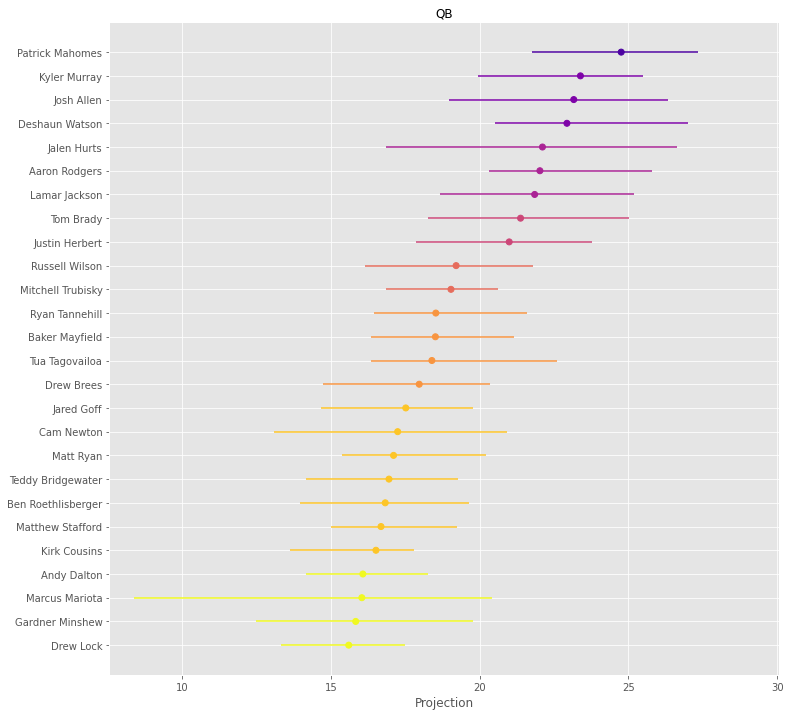 QB
Patrick Mahomes
Kyler Murray
Josh Allen
Deshaun Watson
Jalen Hurts
Aaron Rodgers
Lamar Jackson
Tom Brady
Justin Herbert
Russell Wilson
Mitchell Trubisky
Ryan Tannehill
Baker Mayfield
Tua Tagovailoa
Drew Brees
Jared Goff
Cam Newton
Matt Ryan
Teddy Bridgewater
Ben Roethlisberger
Matthew Stafford
Kirk Cousins
Andy Dalton
Marcus Mariota
Gardner Minshew
Drew Lock
10 15 20 25 30
Projection